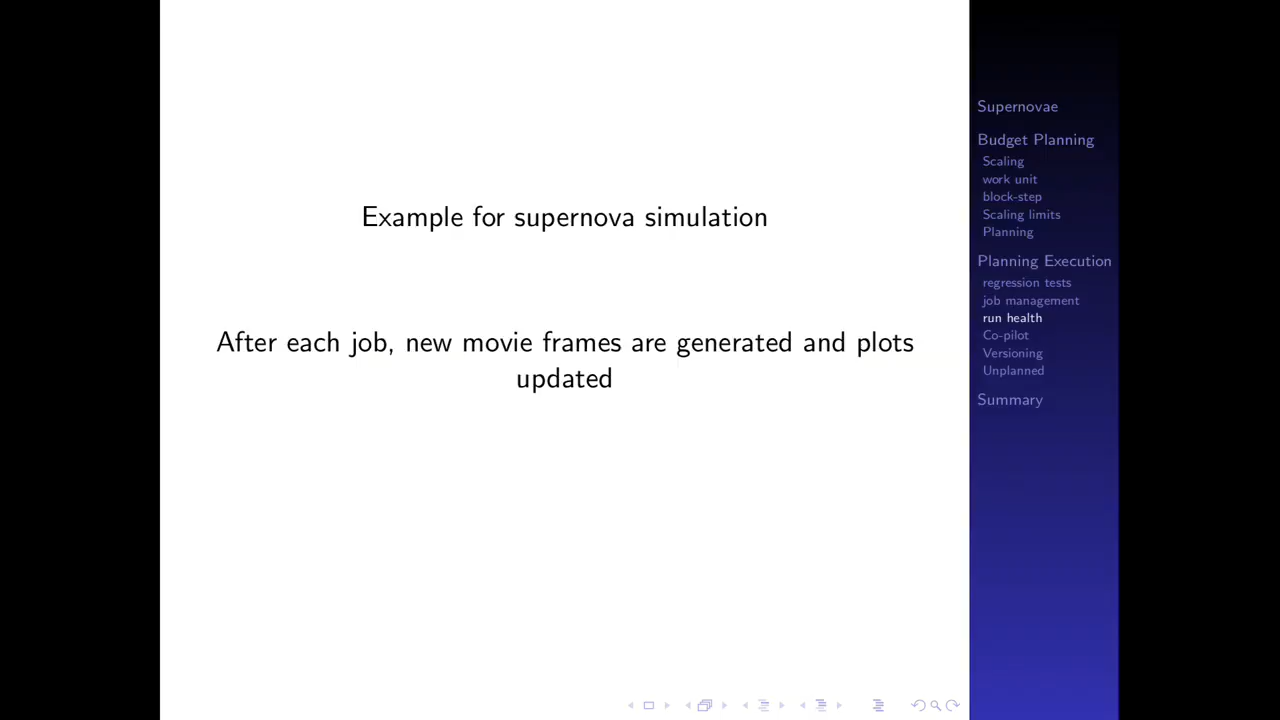 Example for supernova simulation
After each job, new movie frames are generated and plots
updated
Supernovae
Budget Planning
Scaling
work unit
block-step
Scaling limits
Planning
Planning Execution
regression tests
job management
run health
Co-pilot
Versioning
Unplanned
Summary